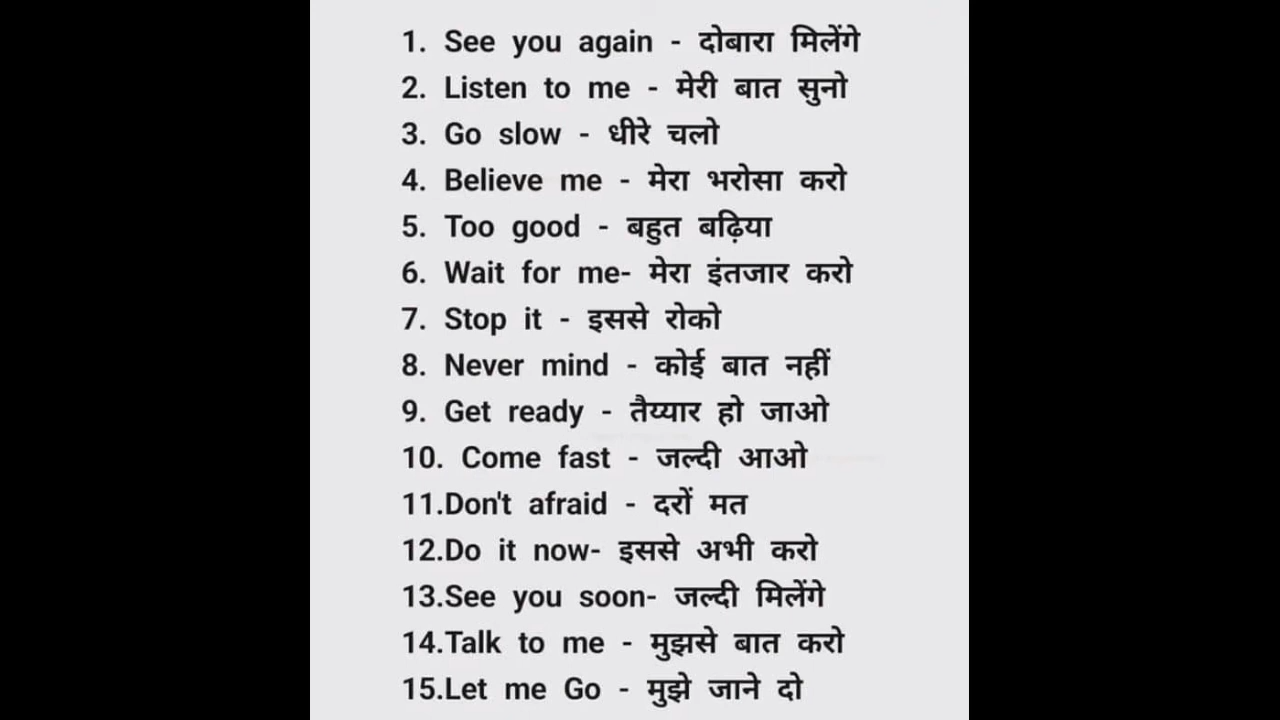 1. See you again - दोबारा मिलेंगे
2. Listen to me - मेरी बात सुनो
3. Go slow - धीरे चलो
4. Believe me - मेरा भरोसा करो
5. Too good - बहुत बढ़िया
6. Wait for me- मेरा इंतजार करो
7. Stop it - इससे रोको
8. Never mind - कोई बात नहीं
9. Get ready - तैय्यार हो जाओ
10. Come fast - जल्दी आओ
11.Don't afraid - दरों मत
12.Do it now- इससे अभी करो
13.See you soon- जल्दी मिलेंगे
14.Talk to me - मुझसे बात करो
15.Let me Go - मुझे जाने दो